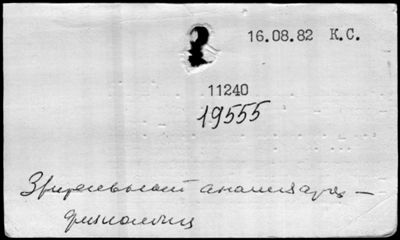 16.08.82 К.С.
11240
19555
Зрительный анализатор —
физиология